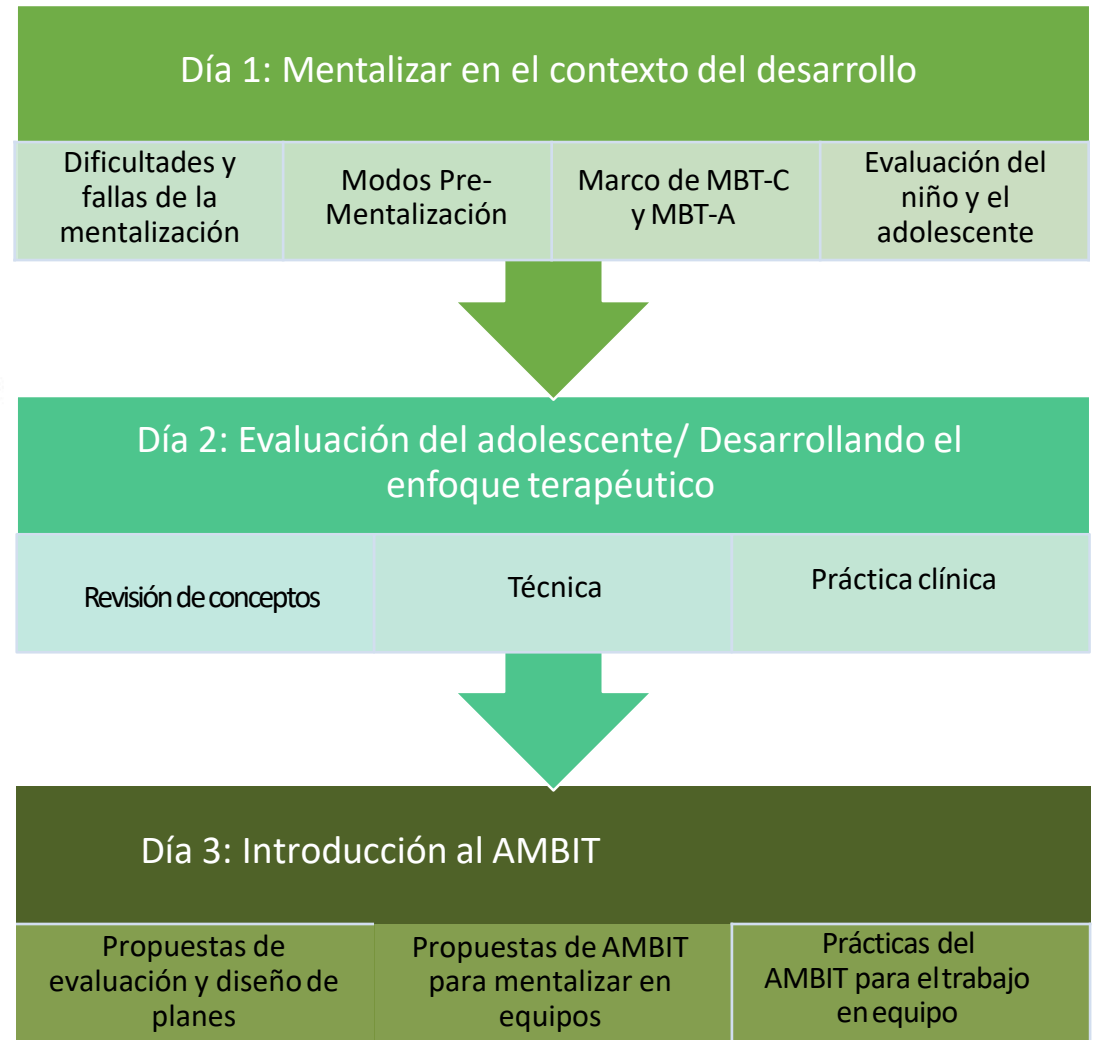 Día 1: Mentalizar en el contexto del desarrollo
Dificultades y
fallas de la
mentalización
Modos Pre-
Mentalización
Marco de MBT-C
y MBT-A
Evaluación del
niño y el
adolescente
Día 2: Evaluación del adolescente/ Desarrollando el
enfoque terapéutico
Revisión de conceptos
Técnica
Práctica clínica
Día 3: Introducción al AMBIT
Propuestas de
evaluación y diseño de
planes
Propuestas de AMBIT
para mentalizar en
equipos
Prácticas del
AMBIT para el trabajo
en equipo